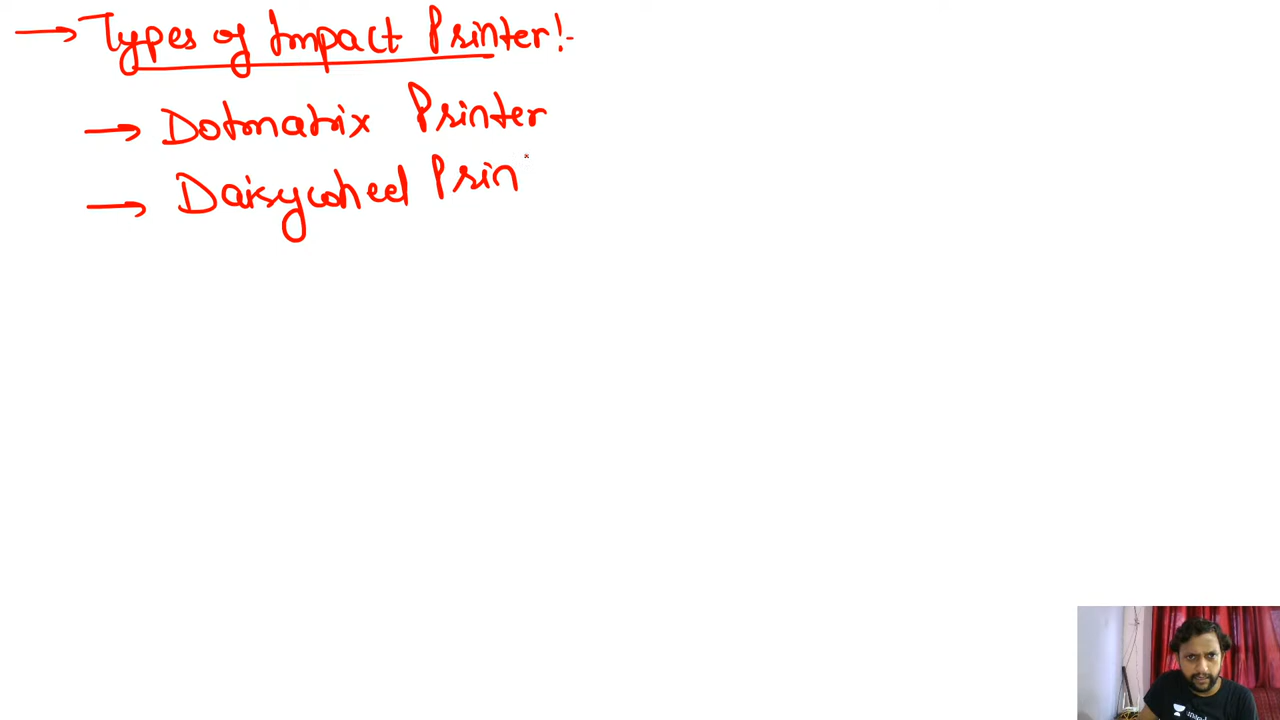 → Types of Impact Printer:-
→ Dotmatrix Printer
→ Daisywheel Prin